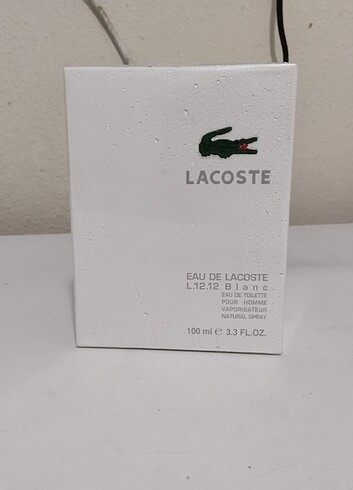 LACOSTE
EAU DE LACOSTE
L.12.12 Blanc
EAU DE TOILETTE
POUR HOMME
VAPORISATEUR
NATURAL SPRAY
100 ml ℮ 3.3 FL.OZ.